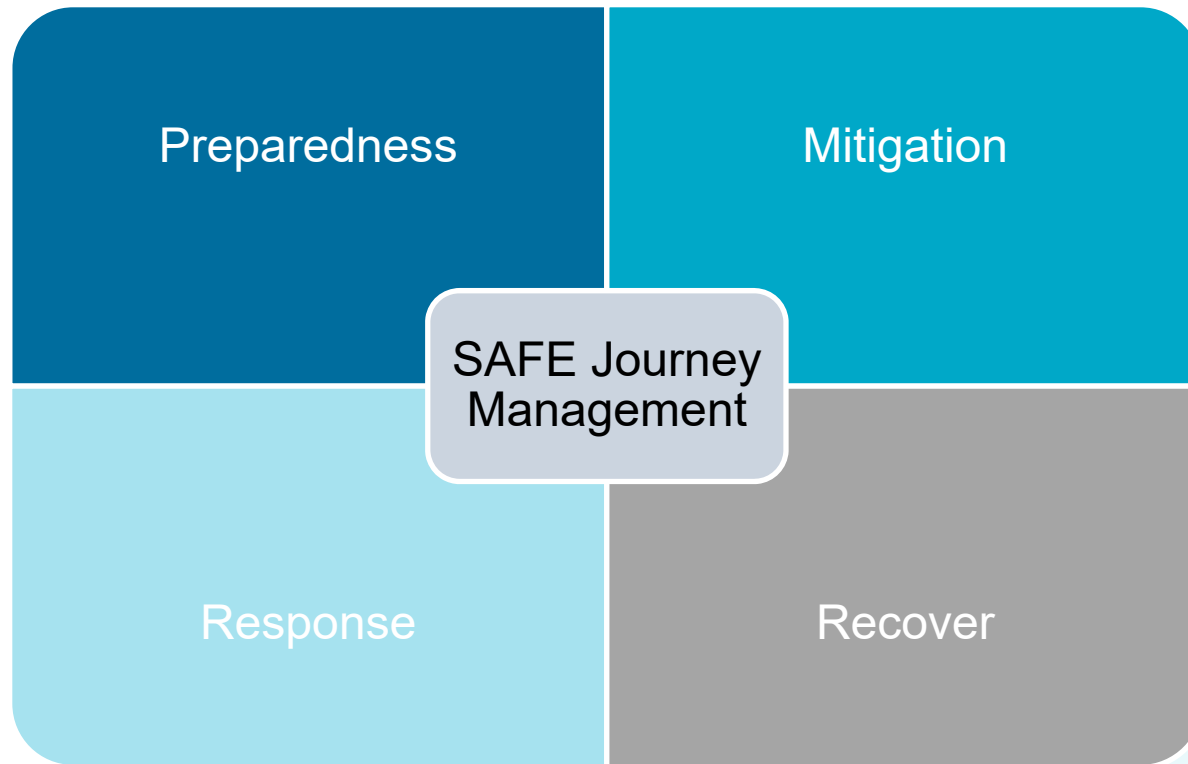 Preparedness
Mitigation
SAFE Journey
Management
Response
Recover